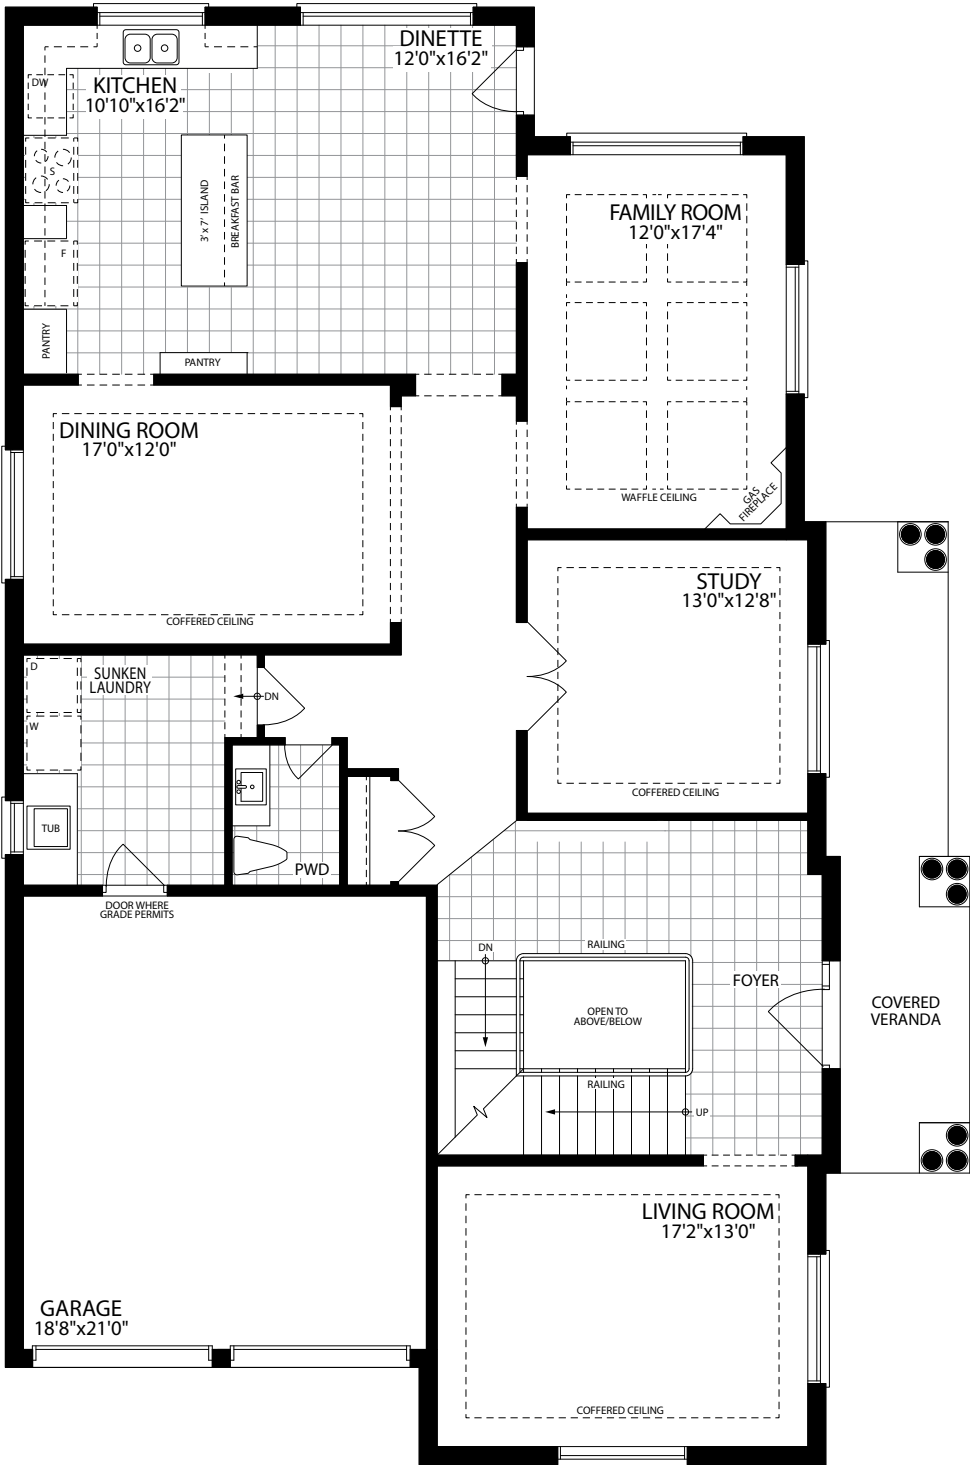 DINETTE
12'0"x16'2"
DW
KITCHEN
10'10"x16'2"
S
3' x 7' ISLAND
BREAKFAST BAR
F
PANTRY
PANTRY
FAMILY ROOM
12'0"x17'4"
WAFFLE CEILING
GAS
FIREPLACE
DINING ROOM
17'0"x12'0"
COFFERED CEILING
STUDY
13'0"x12'8"
COFFERED CEILING
D
SUNKEN
LAUNDRY
W
DN
TUB
PWD
DOOR WHERE
GRADE PERMITS
DN
RAILING
FOYER
OPEN TO
ABOVE/BELOW
COVERED
VERANDA
RAILING
UP
LIVING ROOM
17'2"x13'0"
COFFERED CEILING
GARAGE
18'8"x21'0"